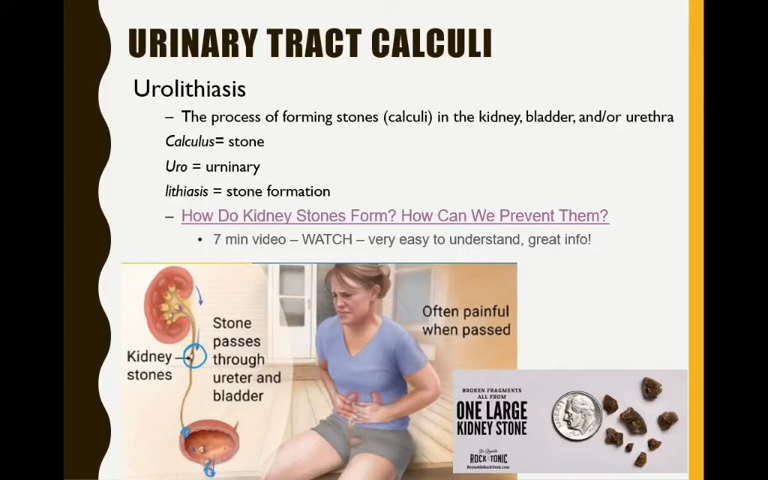 URINARY TRACT CALCULI
Urolithiasis
– The process of forming stones (calculi) in the kidney, bladder, and/or urethra
Calculus= stone
Uro = urninary
lithiasis = stone formation
– How Do Kidney Stones Form? How Can We Prevent Them?
• 7 min video – WATCH – very easy to understand, great info!
Kidney
stones
Stone
passes
through
ureter and
bladder
Often painful
when passed
BROKEN FRAGMENTS
ALL FROM
ONE LARGE
KIDNEY STONE
ROCK TONIC